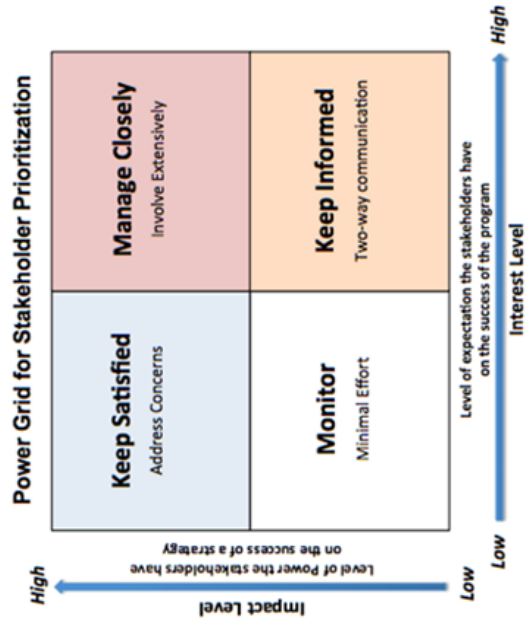 Power Grid for Stakeholder Prioritization
High
Impact Level
Level of Power the stakeholders have
on the success of a strategy
Low
Keep Satisfied
Address Concerns
Manage Closely
Involve Extensively
Monitor
Minimal Effort
Keep Informed
Two-way communication
Low
Level of expectation the stakeholders have
on the success of the program
Interest Level
High